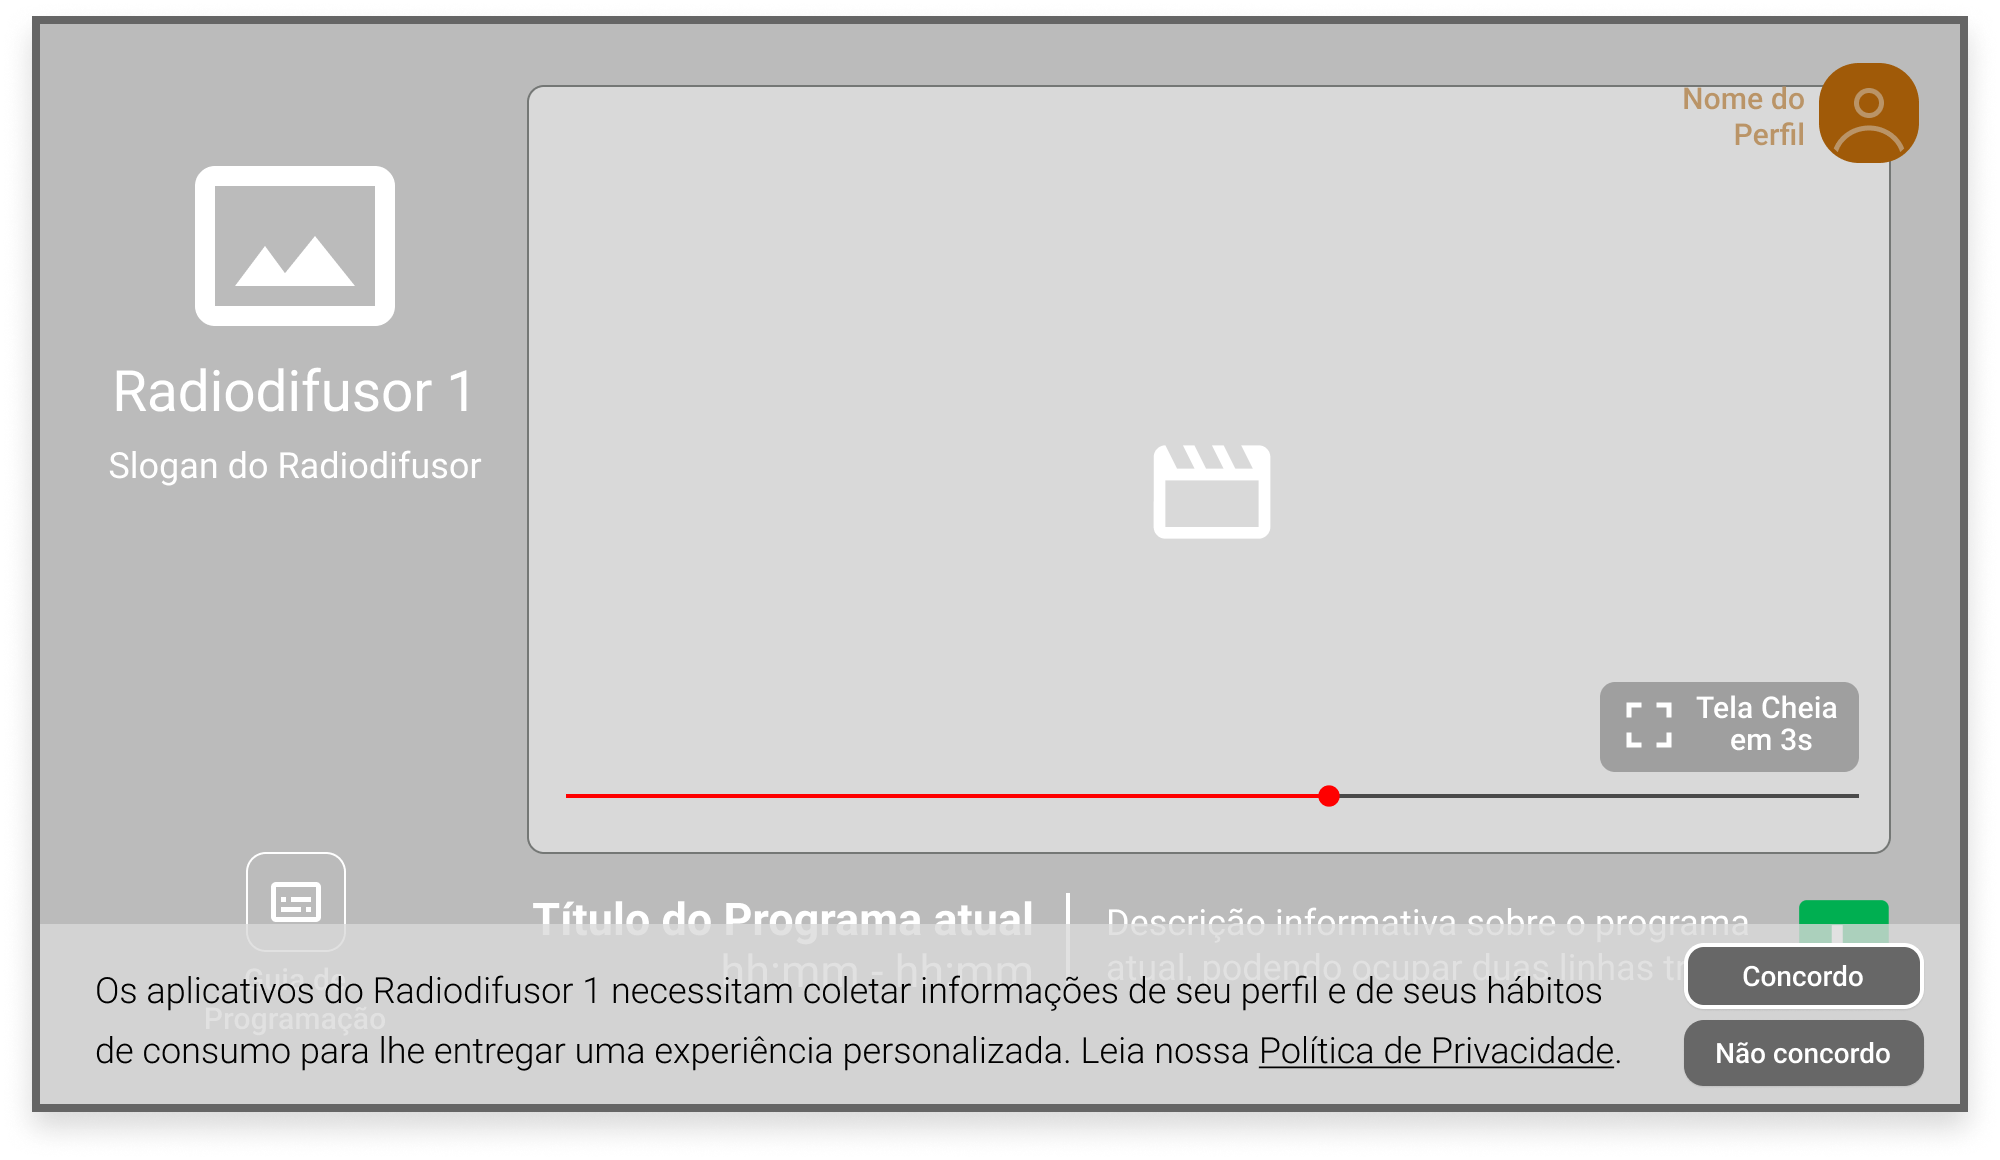 Nome do
Perfil
Radiodifusor 1
Slogan do Radiodifusor
Tela Cheia
em 3s
Título do Programa atual
hh:mm - hh:mm
Descrição informativa sobre o programa
atual, podendo ocupar duas linhas
Guia de
Programação
Os aplicativos do Radiodifusor 1 necessitam coletar informações de seu perfil e de seus hábitos
de consumo para lhe entregar uma experiência personalizada. Leia nossa Política de Privacidade.
Concordo
Não concordo